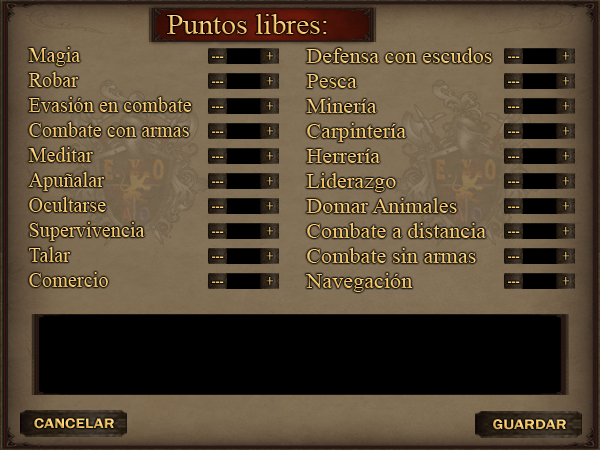 Puntos libres:
Magia --- + Defensa con escudos --- +
Robar --- + Pesca --- +
Evasión en combate --- + Minería --- +
Combate con armas --- + Carpintería --- +
Meditar --- + Herrería --- +
Apuñalar --- + Liderazgo --- +
Ocultarse --- + Domar Animales --- +
Supervivencia --- + Combate a distancia --- +
Talar --- + Combate sin armas --- +
Comercio --- + Navegación --- +
CANCELAR GUARDAR